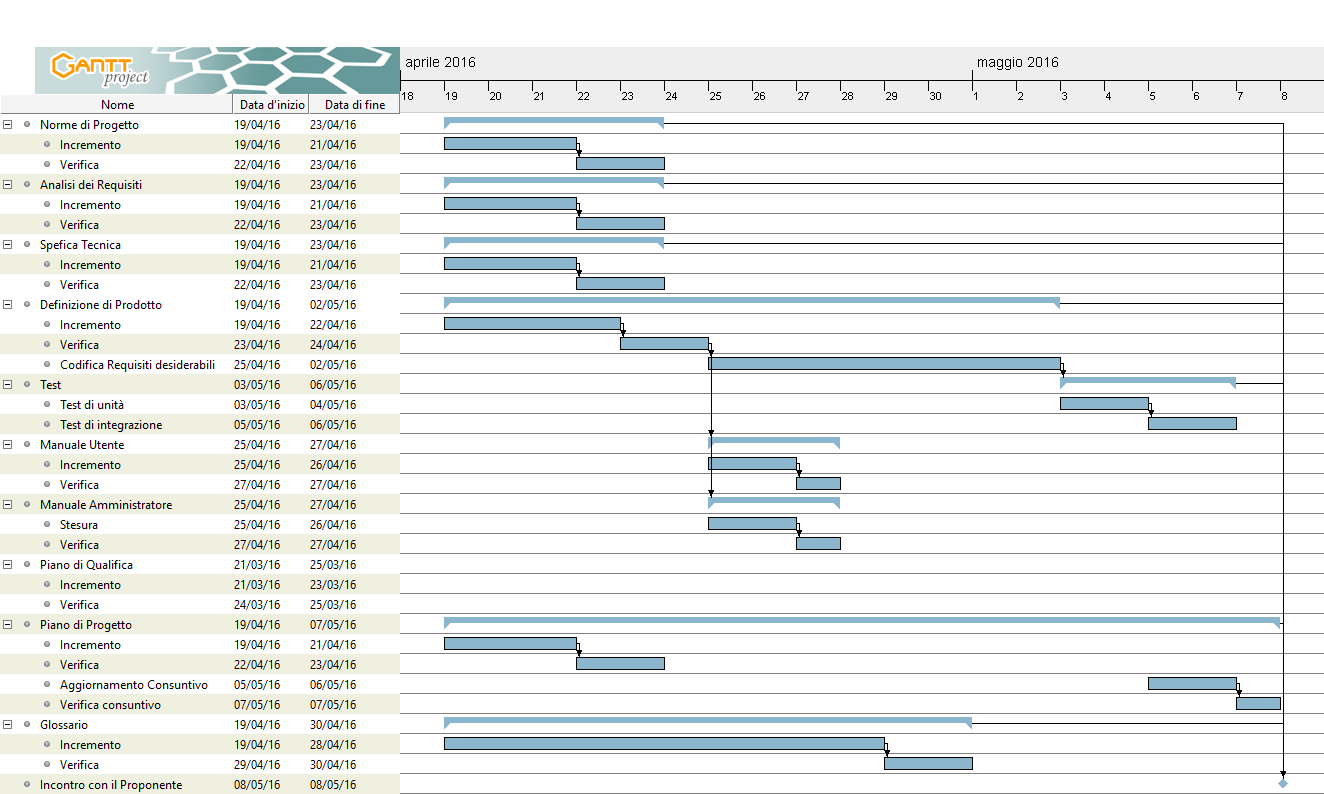 GANTT
project
aprile 2016 maggio 2016
18 19 20 21 22 23 24 25 26 27 28 29 30 1 2 3 4 5 6 7 8
Nome Data d'inizio Data di fine
Norme di Progetto 19/04/16 23/04/16
Incremento 19/04/16 21/04/16
Verifica 22/04/16 23/04/16
Analisi dei Requisiti 19/04/16 23/04/16
Incremento 19/04/16 21/04/16
Verifica 22/04/16 23/04/16
Spefica Tecnica 19/04/16 23/04/16
Incremento 19/04/16 21/04/16
Verifica 22/04/16 23/04/16
Definizione di Prodotto 19/04/16 02/05/16
Incremento 19/04/16 22/04/16
Verifica 23/04/16 24/04/16
Codifica Requisiti desiderabili 25/04/16 02/05/16
Test 03/05/16 06/05/16
Test di unità 03/05/16 04/05/16
Test di integrazione 05/05/16 06/05/16
Manuale Utente 25/04/16 27/04/16
Incremento 25/04/16 26/04/16
Verifica 27/04/16 27/04/16
Manuale Amministratore 25/04/16 27/04/16
Stesura 25/04/16 26/04/16
Verifica 27/04/16 27/04/16
Piano di Qualifica 21/03/16 25/03/16
Incremento 21/03/16 23/03/16
Verifica 24/03/16 25/03/16
Piano di Progetto 19/04/16 07/05/16
Incremento 19/04/16 21/04/16
Verifica 22/04/16 23/04/16
Aggiornamento Consuntivo 05/05/16 06/05/16
Verifica consuntivo 07/05/16 07/05/16
Glossario 19/04/16 30/04/16
Incremento 19/04/16 28/04/16
Verifica 29/04/16 30/04/16
Incontro con il Proponente 08/05/16 08/05/16